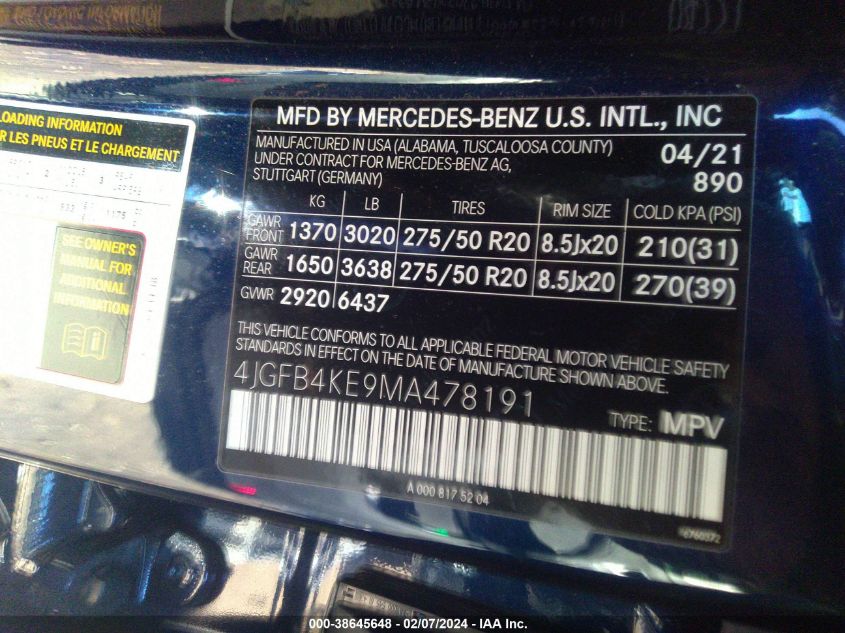 LOADING INFORMATION
R LES PNEUS ET LE CHARGEMENT
SEE OWNER'S
MANUAL FOR
ADDITIONAL
INFORMATION
MFD BY MERCEDES-BENZ U.S. INTL., INC
MANUFACTURED IN USA (ALABAMA, TUSCALOOSA COUNTY) 04/21
UNDER CONTRACT FOR MERCEDES-BENZ AG,
STUTTGART (GERMANY) 890
KG LB TIRES RIM SIZE COLD KPA (PSI)
GAWR FRONT 1370 3020 275/50 R20 8.5Jx20 210(31)
GAWR REAR 1650 3638 275/50 R20 8.5Jx20 270(39)
GVWR 2920 6437
THIS VEHICLE CONFORMS TO ALL APPLICABLE FEDERAL MOTOR VEHICLE SAFETY
STANDARDS IN EFFECT ON THE DATE OF MANUFACTURE SHOWN ABOVE.
4JGFB4KE9MA478191
TYPE: MPV
A 000 817 52 04
6760372
000-38645648 - 02/07/2024 - IAA Inc.